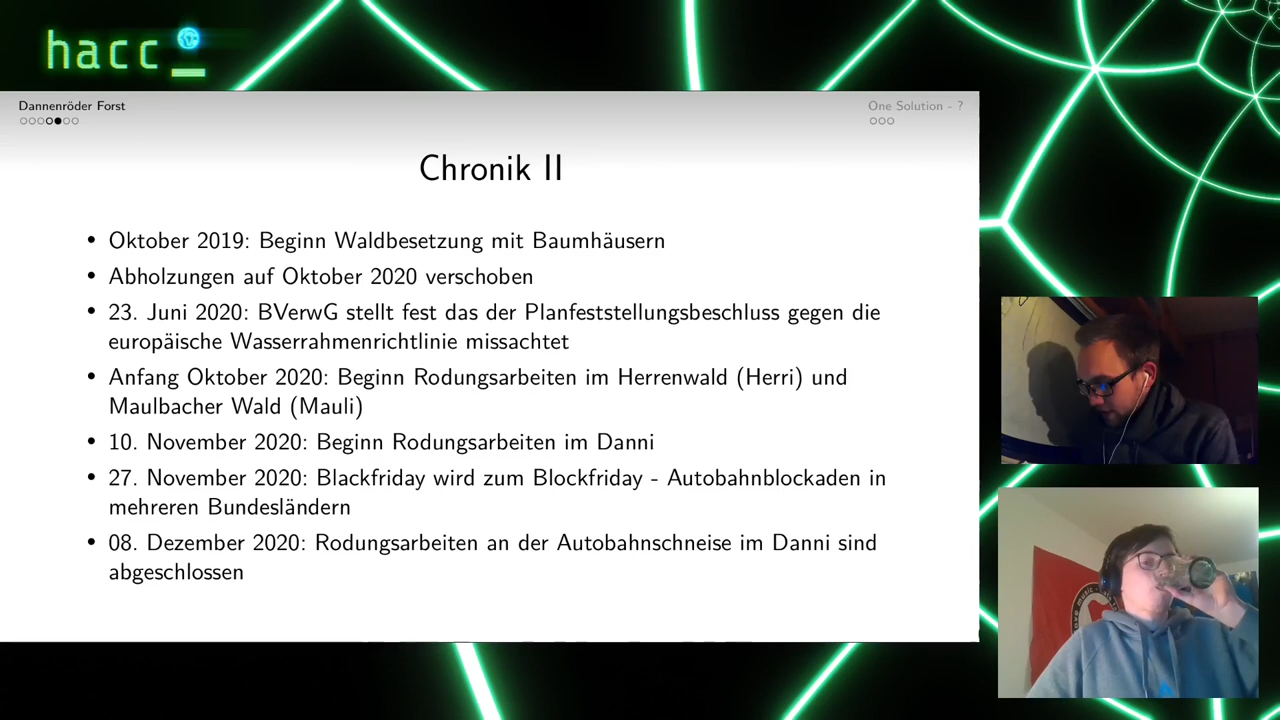 hacc
Dannenröder Forst
One Solution - ?
Chronik II
• Oktober 2019: Beginn Waldbesetzung mit Baumhäusern
• Abholzungen auf Oktober 2020 verschoben
• 23. Juni 2020: BVerwG stellt fest das der Planfeststellungsbeschluss gegen die
europäische Wasserrahmenrichtlinie missachtet
• Anfang Oktober 2020: Beginn Rodungsarbeiten im Herrenwald (Herri) und
Maulbacher Wald (Mauli)
• 10. November 2020: Beginn Rodungsarbeiten im Danni
• 27. November 2020: Blackfriday wird zum Blockfriday - Autobahnblockaden in
mehreren Bundesländern
• 08. Dezember 2020: Rodungsarbeiten an der Autobahnschneise im Danni sind
abgeschlossen
music